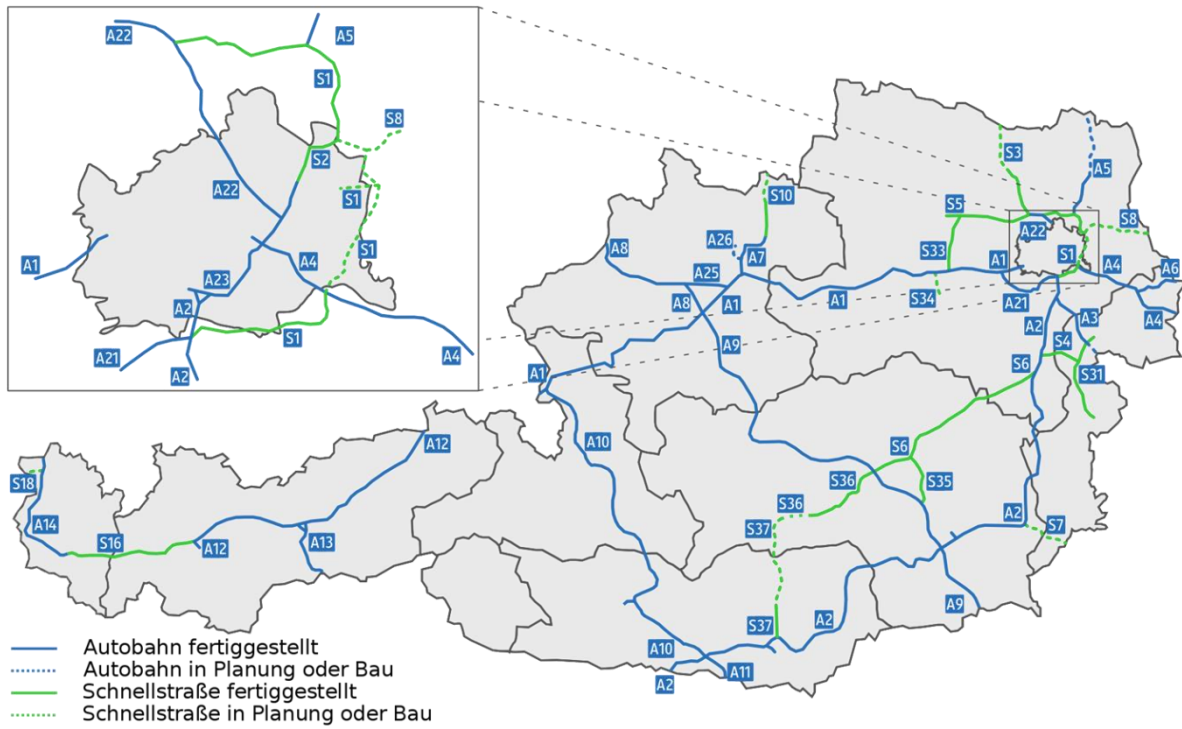 A22
A5
S1
S8
S2
A22
S1
S1
A1
A4
A23
A2
S1
A21
A2
A4
S3
A5
S10
S5
S8
A22
A8
A26
A7
S33
S1
A1
A4
A6
A25
A8
A1
A1
S34
A21
A2
A3
A4
A9
S4
S6
S31
A1
A10
A12
S6
S18
S36
S35
S36
A14
S37
A2
S7
S16
A12
A13
A9
A2
S37
A10
A11
A2
Autobahn fertiggestellt
Autobahn in Planung oder Bau
Schnellstraße fertiggestellt
Schnellstraße in Planung oder Bau